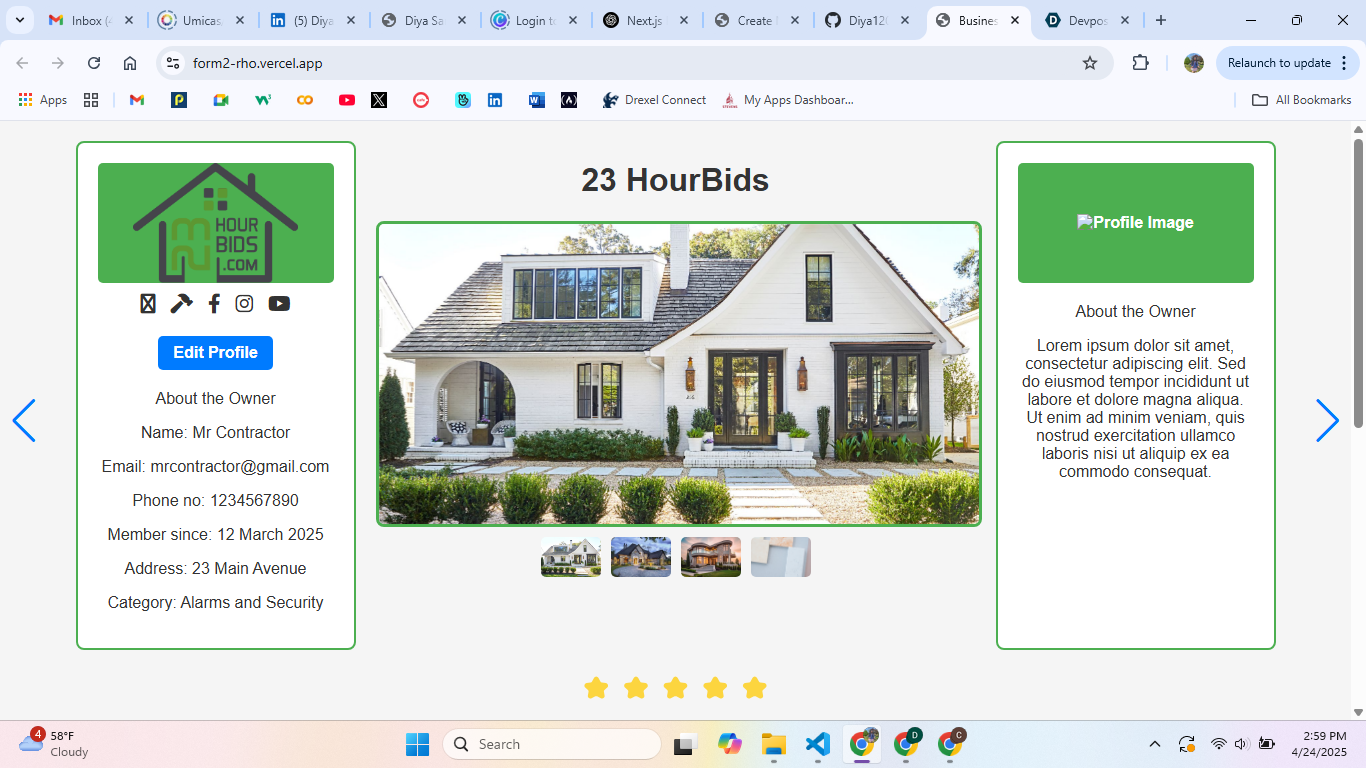 Inbox (4
Umicas,
(5) Diya
Diya Sa
Login to
Next.js
Create
Diya120
Busines
Devpos
form2-rho.vercel.app
Relaunch to update
Apps
Drexel Connect
My Apps Dashboar...
All Bookmarks
HOUR
BIDS
.COM
Edit Profile
About the Owner
Name: Mr Contractor
Email: mrcontractor@gmail.com
Phone no: 1234567890
Member since: 12 March 2025
Address: 23 Main Avenue
Category: Alarms and Security
23 HourBids
Profile Image
About the Owner
Lorem ipsum dolor sit amet,
consectetur adipiscing elit. Sed
do eiusmod tempor incididunt ut
labore et dolore magna aliqua.
Ut enim ad minim veniam, quis
nostrud exercitation ullamco
laboris nisi ut aliquip ex ea
commodo consequat.
4
58°F
Cloudy
Search
D
C
2:59 PM
4/24/2025